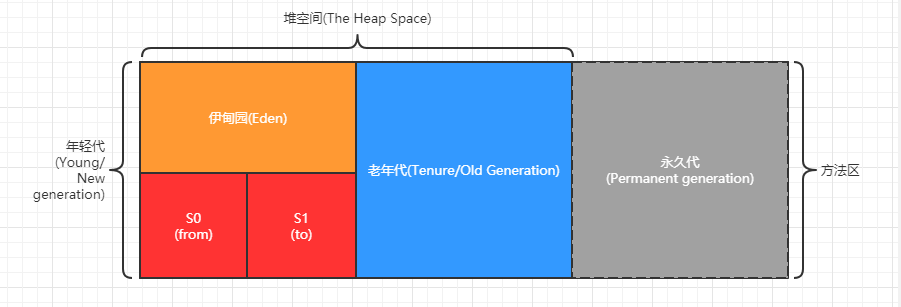 堆空间(The Heap Space)
年轻代
(Young/
New
generation)
伊甸园(Eden)
S0
(from)
S1
(to)
老年代(Tenure/Old Generation)
永久代
(Permanent generation)
方法区